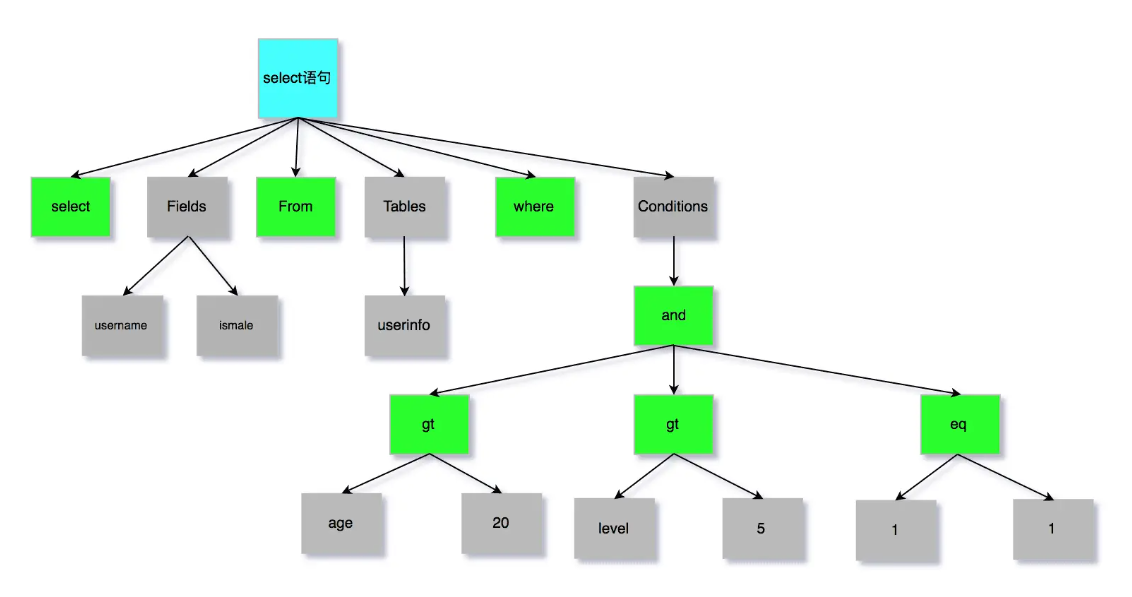 select语句
select
Fields
From
Tables
where
Conditions
username
ismale
userinfo
and
gt
gt
eq
age
20
level
5
1
1